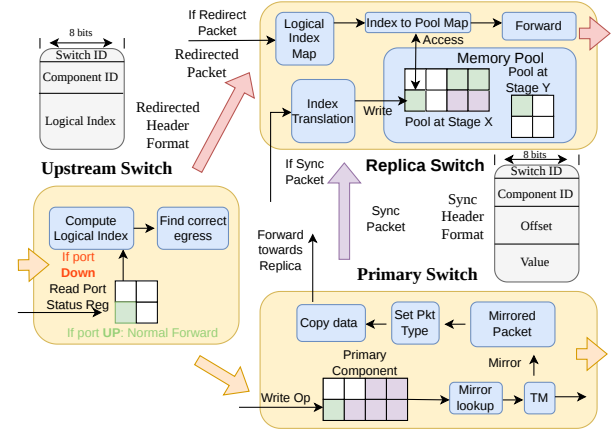 8 bits
Switch ID
Component ID
Logical Index
Redirected
Header
Format
Upstream Switch
If Redirect
Packet
Redirected
Packet
Logical
Index
Map
Index to Pool Map
Forward
Access
Memory Pool
Pool at
Stage Y
Index
Translation
Write
Pool at Stage X
If Sync
Packet
Replica Switch
8 bits
Switch ID
Component ID
Offset
Value
Sync
Header
Format
Sync
Packet
Compute
Logical Index
Find correct
egress
If port
Down
Read Port
Status Reg
If port UP: Normal Forward
Forward
towards
Replica
Primary Switch
Copy data
Set Pkt
Type
Mirrored
Packet
Primary
Component
Mirror
Write Op
Mirror
lookup
TM